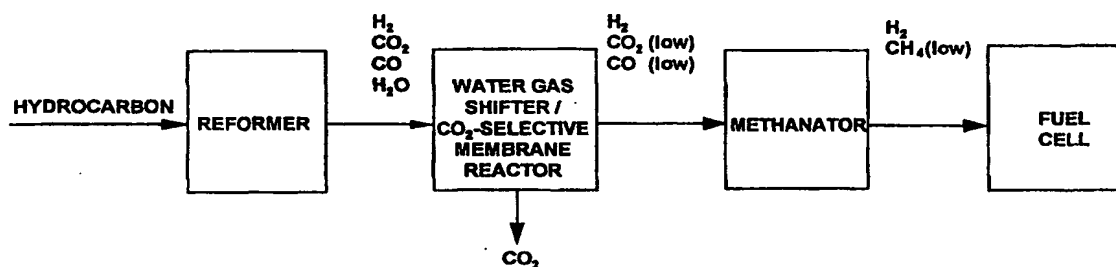 HYDROCARBON
REFORMER
H₂
CO₂
CO
H₂O
WATER GAS
SHIFTER /
CO₂-SELECTIVE
MEMBRANE
REACTOR
CO₂
H₂
CO₂ (low)
CO (low)
METHANATOR
H₂
CH₄(low)
FUEL
CELL